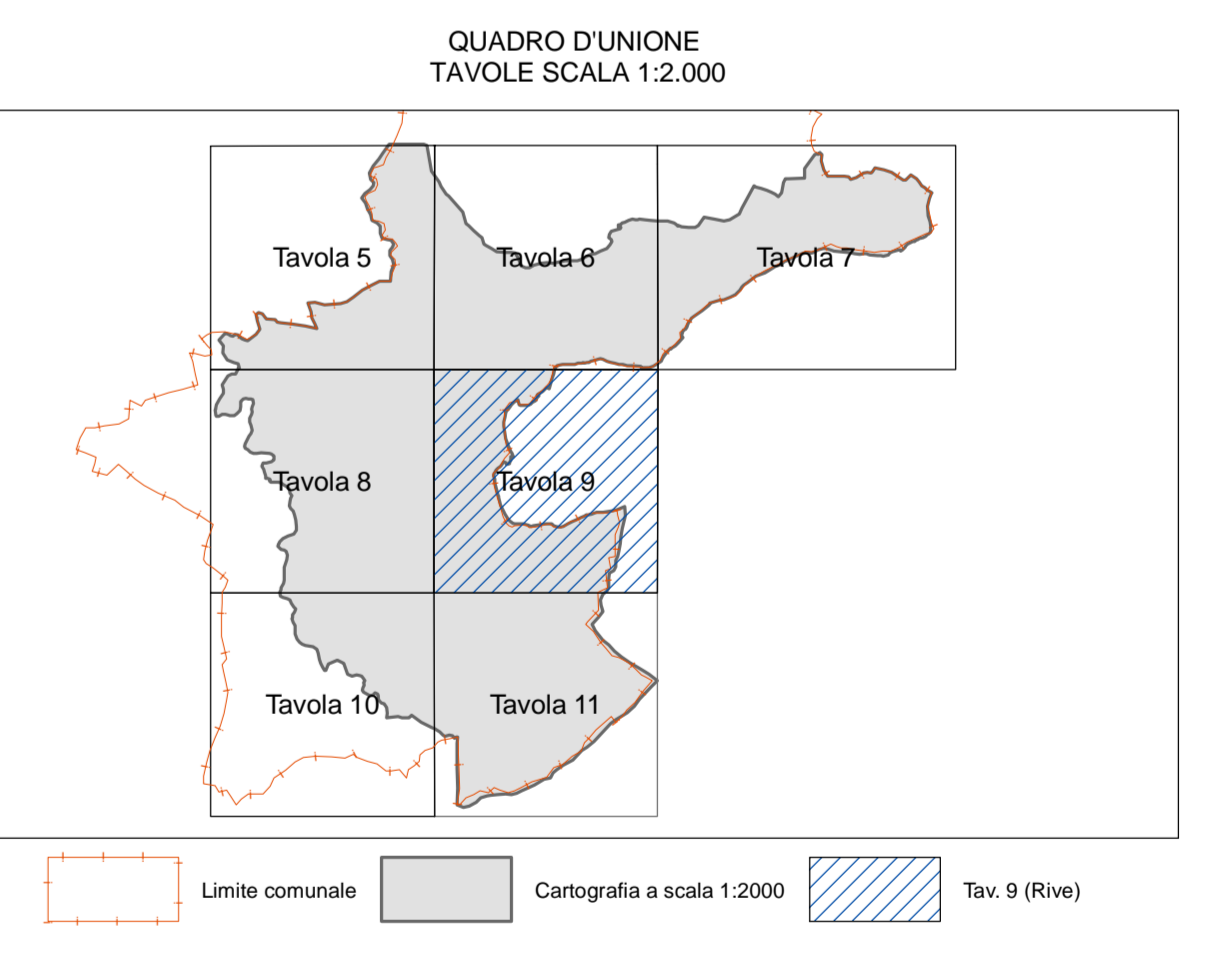 QUADRO D'UNIONE
TAVOLE SCALA 1:2.000
Tavola 5
Tavola 6
Tavola 7
Tavola 8
Tavola 9
Tavola 10
Tavola 11
Limite comunale
Cartografia a scala 1:2000
Tav. 9 (Rive)